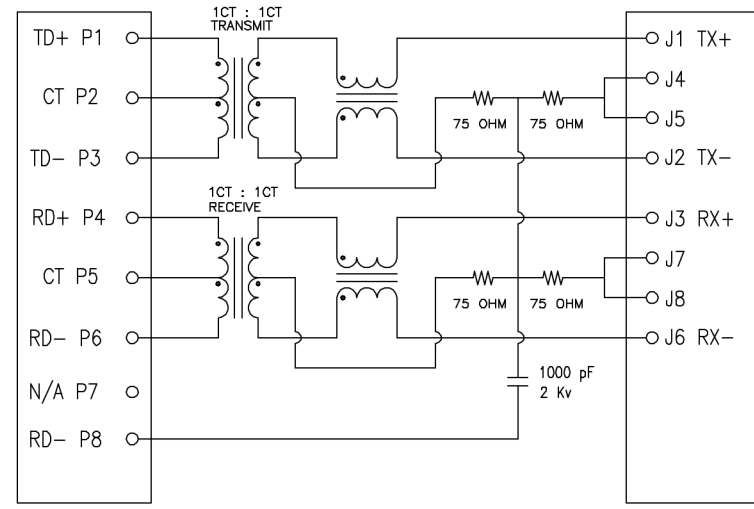 1CT : 1CT
TRANSMIT
TD+ P1
J1 TX+
J4
CT P2
75 OHM
75 OHM
J5
TD- P3
J2 TX-
1CT : 1CT
RECEIVE
RD+ P4
J3 RX+
J7
CT P5
75 OHM
75 OHM
J8
RD- P6
J6 RX-
1000 pF
2 Kv
N/A P7
RD- P8